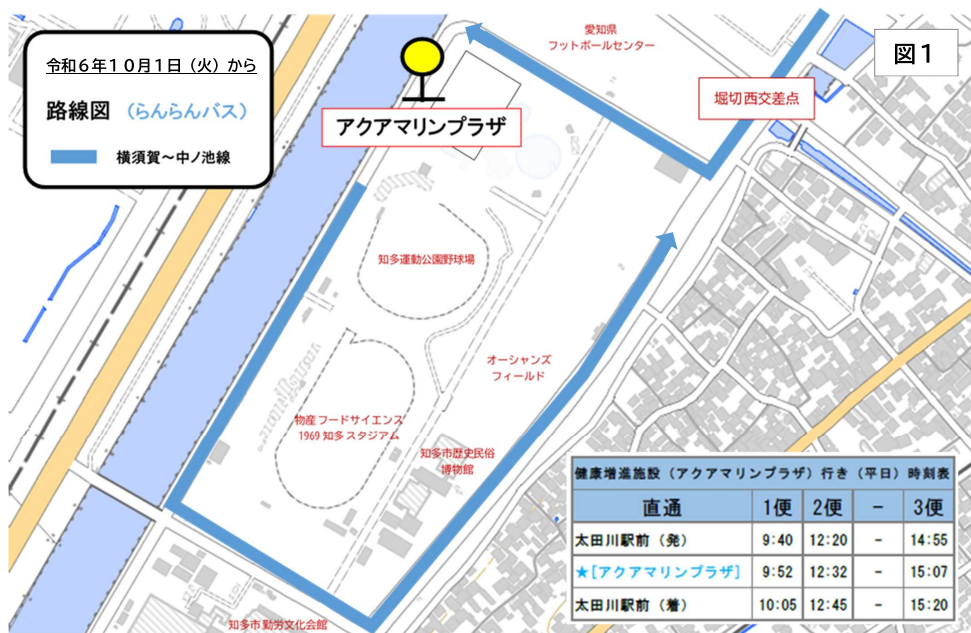 令和6年10月1日（火）から
路線図（らんらんバス）
横須賀～中ノ池線
図1
愛知県
フットボールセンター
堀切西交差点
アクアマリンプラザ
知多運動公園野球場
オーシャンズ
フィールド
物産フードサイエンス
1969 知多スタジアム
知多市歴史民俗
博物館
知多市勤労文化会館
健康増進施設（アクアマリンプラザ）行き（平日）時刻表
直通 1便 2便 － 3便
太田川駅前（発） 9:40 12:20 － 14:55
★[アクアマリンプラザ] 9:52 12:32 － 15:07
太田川駅前（着） 10:05 12:45 － 15:20